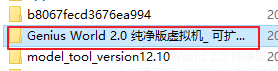 b8067fecd3676ea994
Genius World 2.0 纯净版虚拟机_ 可扩...
model_tool_version12.10